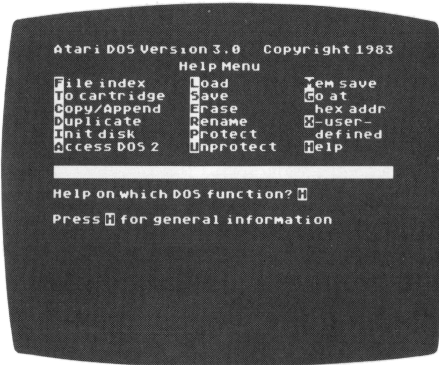 Atari DOS Version 3.0 Copyright 1983
Help Menu
File index Load Mem save
To cartridge Save Go at
Copy/Append Erase hex addr
Duplicate Rename X-user-
Init disk Protect defined
Access DOS 2 Unprotect Help
Help on which DOS function? H
Press H for general information